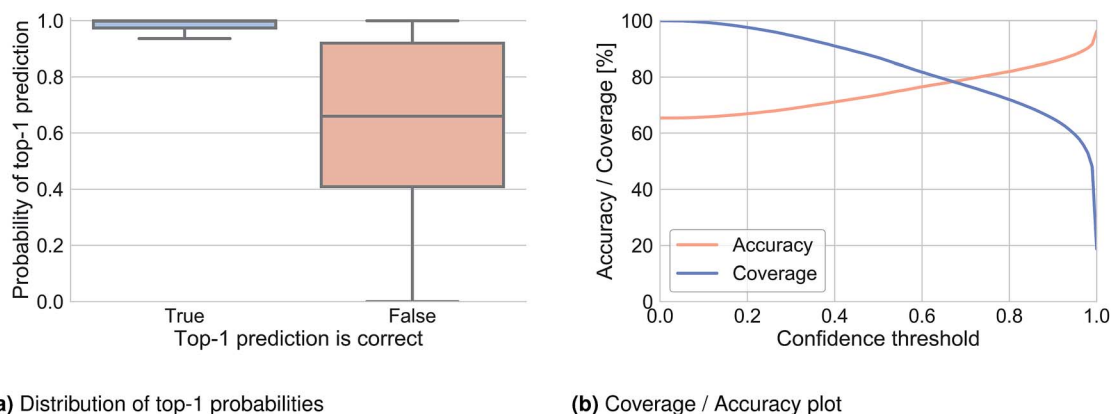 Probability of top-1 prediction
1.0
0.8
0.6
0.4
0.2
0.0
True False
Top-1 prediction is correct
Accuracy / Coverage [%]
100
80
60
40
20
0
Accuracy
Coverage
0.0 0.2 0.4 0.6 0.8 1.0
Confidence threshold
a) Distribution of top-1 probabilities
(b) Coverage / Accuracy plot